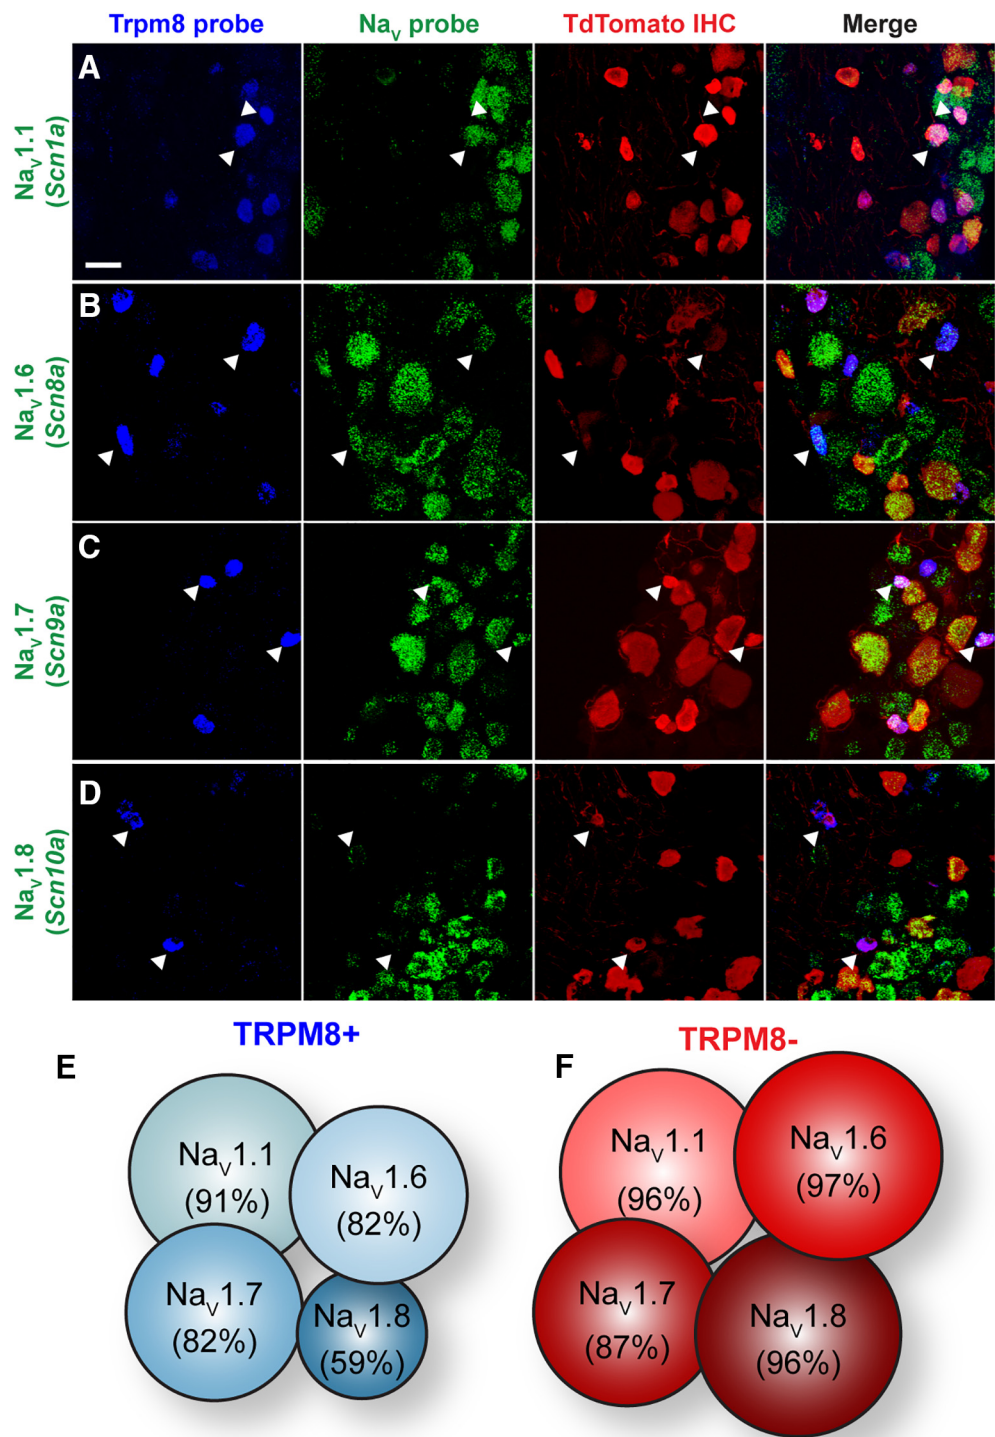 Trpm8 probe
Naᵥ probe
TdTomato IHC
Merge
A
Naᵥ1.1
(Scn1a)
B
Naᵥ1.6
(Scn8a)
C
Naᵥ1.7
(Scn9a)
D
Naᵥ1.8
(Scn10a)
TRPM8+
E
Naᵥ1.1
(91%)
Naᵥ1.6
(82%)
Naᵥ1.7
(82%)
Naᵥ1.8
(59%)
TRPM8-
F
Naᵥ1.1
(96%)
Naᵥ1.6
(97%)
Naᵥ1.7
(87%)
Naᵥ1.8
(96%)